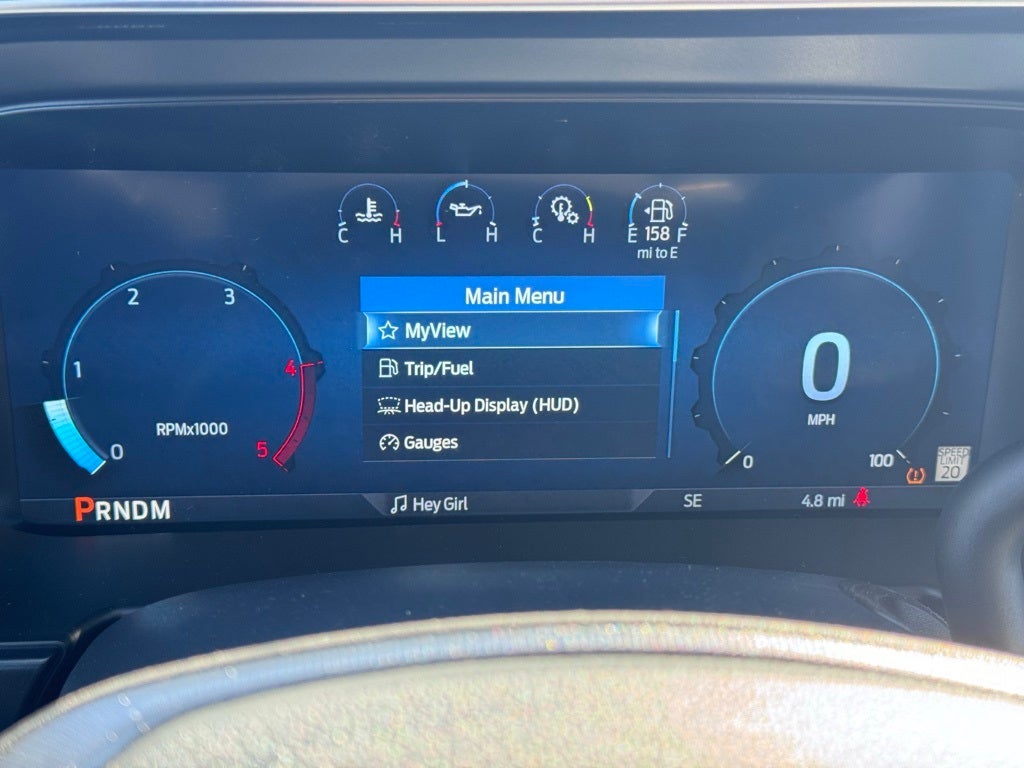 C H
L H
C H
E 158 F
mi to E
Main Menu
MyView
Trip/Fuel
Head-Up Display (HUD)
Gauges
0
1
2
3
4
5
RPMx1000
0
MPH
0
100
SPEED
LIMIT
20
PRNDM
Hey Girl
SE
4.8 mi